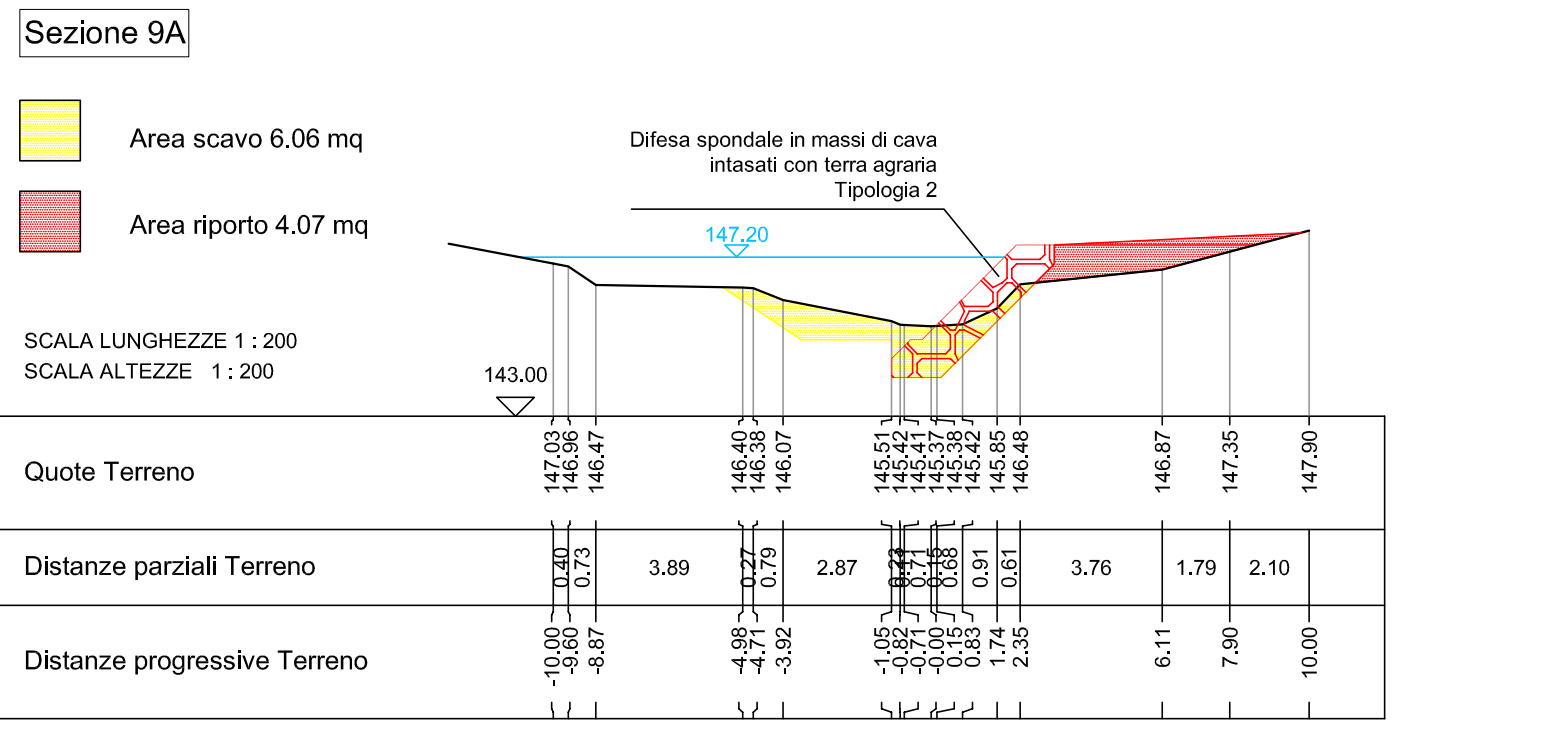 Sezione 9A
Area scavo 6.06 mq
Area riporto 4.07 mq
Difesa spondale in massi di cava
intasati con terra agraria
Tipologia 2
147.20
SCALA LUNGHEZZE 1 : 200
SCALA ALTEZZE 1 : 200
143.00
Quote Terreno
147.03 146.96 146.47 146.40 146.38 146.07 145.51 145.42 145.41 145.37 145.38 145.42 145.85 146.48 146.87 147.35 147.90
Distanze parziali Terreno
0.40 0.73 3.89 0.27 0.79 2.87 0.23 0.71 0.15 0.68 0.91 0.61 3.76 1.79 2.10
Distanze progressive Terreno
-10.00 -9.60 -8.87 -4.98 -4.71 -3.92 -1.05 -0.82 -0.71 -0.00 0.15 0.83 1.74 2.35 6.11 7.90 10.00